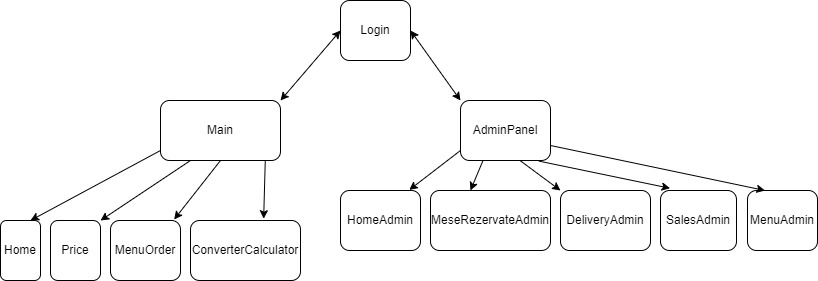 Login
Main
AdminPanel
HomeAdmin
MeseRezervateAdmin
DeliveryAdmin
SalesAdmin
MenuAdmin
Home
Price
MenuOrder
ConverterCalculator